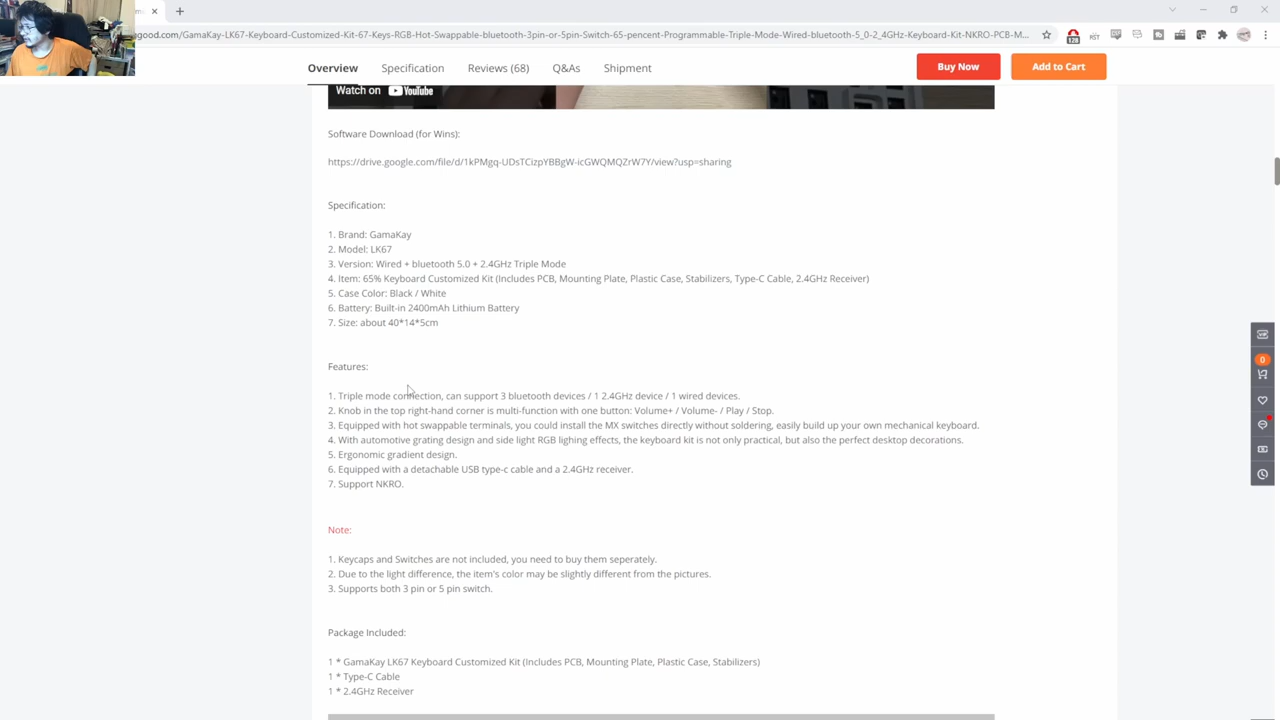 good.com/GamaKay-LK67-Keyboard-Customized-Kit-67-Keys-RGB-Hot-Swappable-bluetooth-3pin-or-5pin-Switch-65-percent-Programmable-Triple-Mode-Wired-bluetooth-5_0-2_4GHz-Keyboard-Kit-NKRO-PCB-M...
128
Overview
Specification
Reviews (68)
Q&As
Shipment
Buy Now
Add to Cart
Watch on YouTube
Software Download (for Wins):
https://drive.google.com/file/d/1kPMgq-UDsTCizpYBBgW-icGWQMQZrW7Y/view?usp=sharing
Specification:
1. Brand: GamaKay
2. Model: LK67
3. Version: Wired + bluetooth 5.0 + 2.4GHz Triple Mode
4. Item: 65% Keyboard Customized Kit (Includes PCB, Mounting Plate, Plastic Case, Stabilizers, Type-C Cable, 2.4GHz Receiver)
5. Case Color: Black / White
6. Battery: Built-in 2400mAh Lithium Battery
7. Size: about 40*14*5cm
0
Features:
1. Triple mode connection, can support 3 bluetooth devices / 1 2.4GHz device / 1 wired devices.
2. Knob in the top right-hand corner is multi-function with one button: Volume+ / Volume- / Play / Stop.
3. Equipped with hot swappable terminals, you could install the MX switches directly without soldering, easily build up your own mechanical keyboard.
4. With automotive grating design and side light RGB lighing effects, the keyboard kit is not only practical, but also the perfect desktop decorations.
5. Ergonomic gradient design.
6. Equipped with a detachable USB type-c cable and a 2.4GHz receiver.
7. Support NKRO.
Note:
1. Keycaps and Switches are not included, you need to buy them seperately.
2. Due to the light difference, the item's color may be slightly different from the pictures.
3. Supports both 3 pin or 5 pin switch.
Package Included:
1 * GamaKay LK67 Keyboard Customized Kit (Includes PCB, Mounting Plate, Plastic Case, Stabilizers)
1 * Type-C Cable
1 * 2.4GHz Receiver